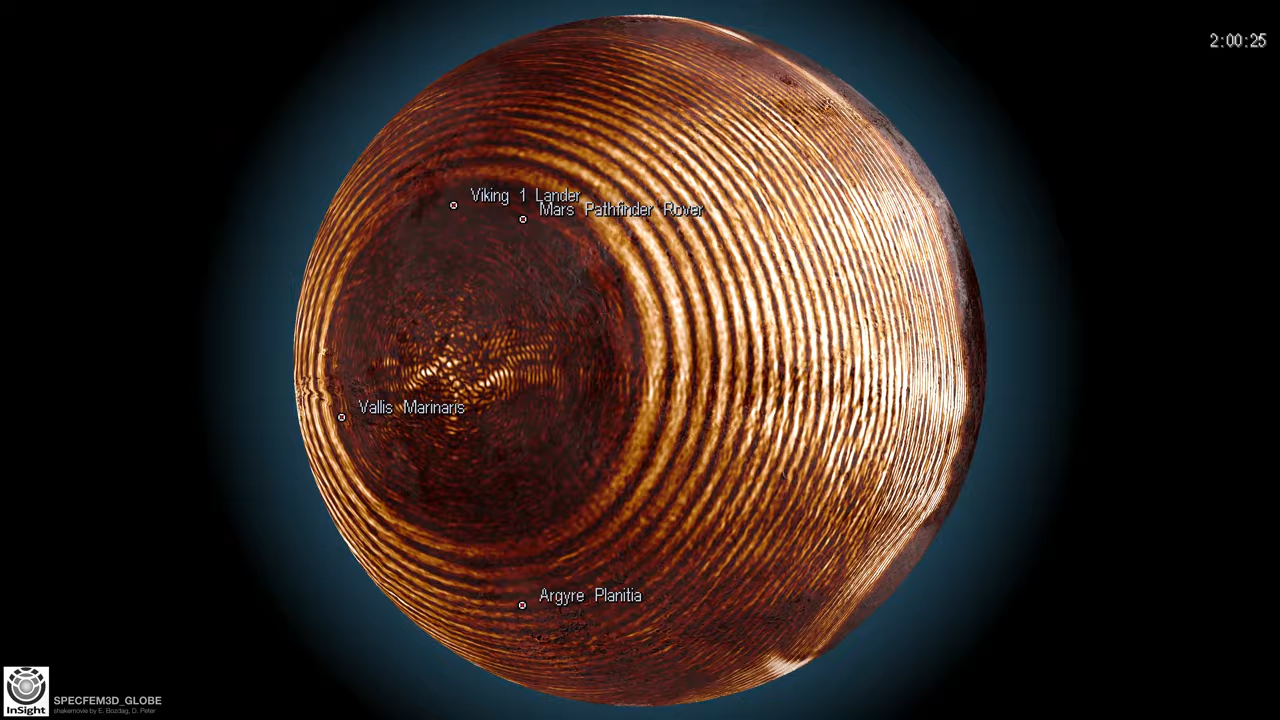 2:00:25
Viking 1 Lander
Mars Pathfinder Rover
Vallis Marinaris
Argyre Planitia
InSight
SPECFEM3D_GLOBE
shakemovie by E. Bozdag, D. Peter